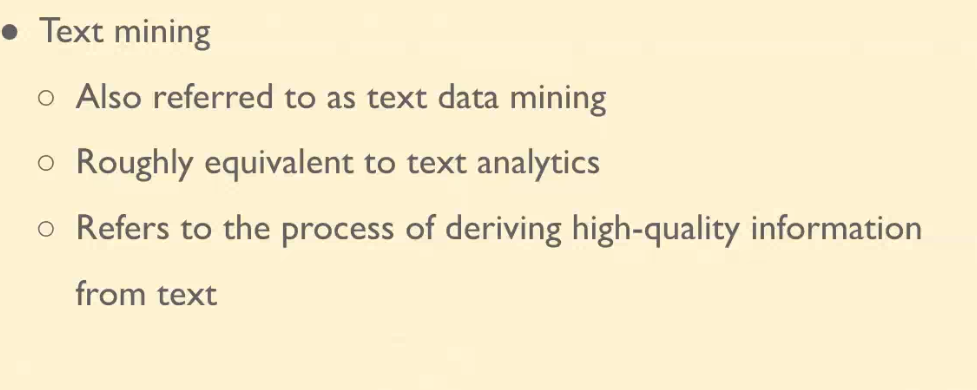 ● Text mining
○ Also referred to as text data mining
○ Roughly equivalent to text analytics
○ Refers to the process of deriving high-quality information
from text